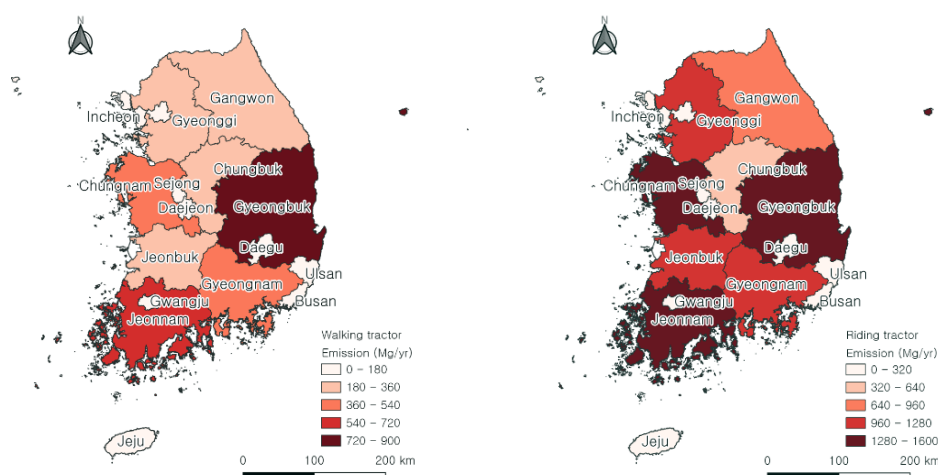 N
Gangwon
Incheon
Gyeonggi
Chungbuk
Chungnam
Sejong
Daejeon
Gyeongbuk
Daegu
Jeonbuk
Ulsan
Gyeongnam
Busan
Gwangju
Jeonnam
Jeju
Walking tractor
Emission (Mg/yr)
0 – 180
180 – 360
360 – 540
540 – 720
720 – 900
0 100 200 km
N
Gangwon
Incheon
Gyeonggi
Chungbuk
Chungnam
Sejong
Daejeon
Gyeongbuk
Daegu
Jeonbuk
Ulsan
Gyeongnam
Busan
Gwangju
Jeonnam
Jeju
Riding tractor
Emission (Mg/yr)
0 – 320
320 – 640
640 – 960
960 – 1280
1280 – 1600
0 100 200 km